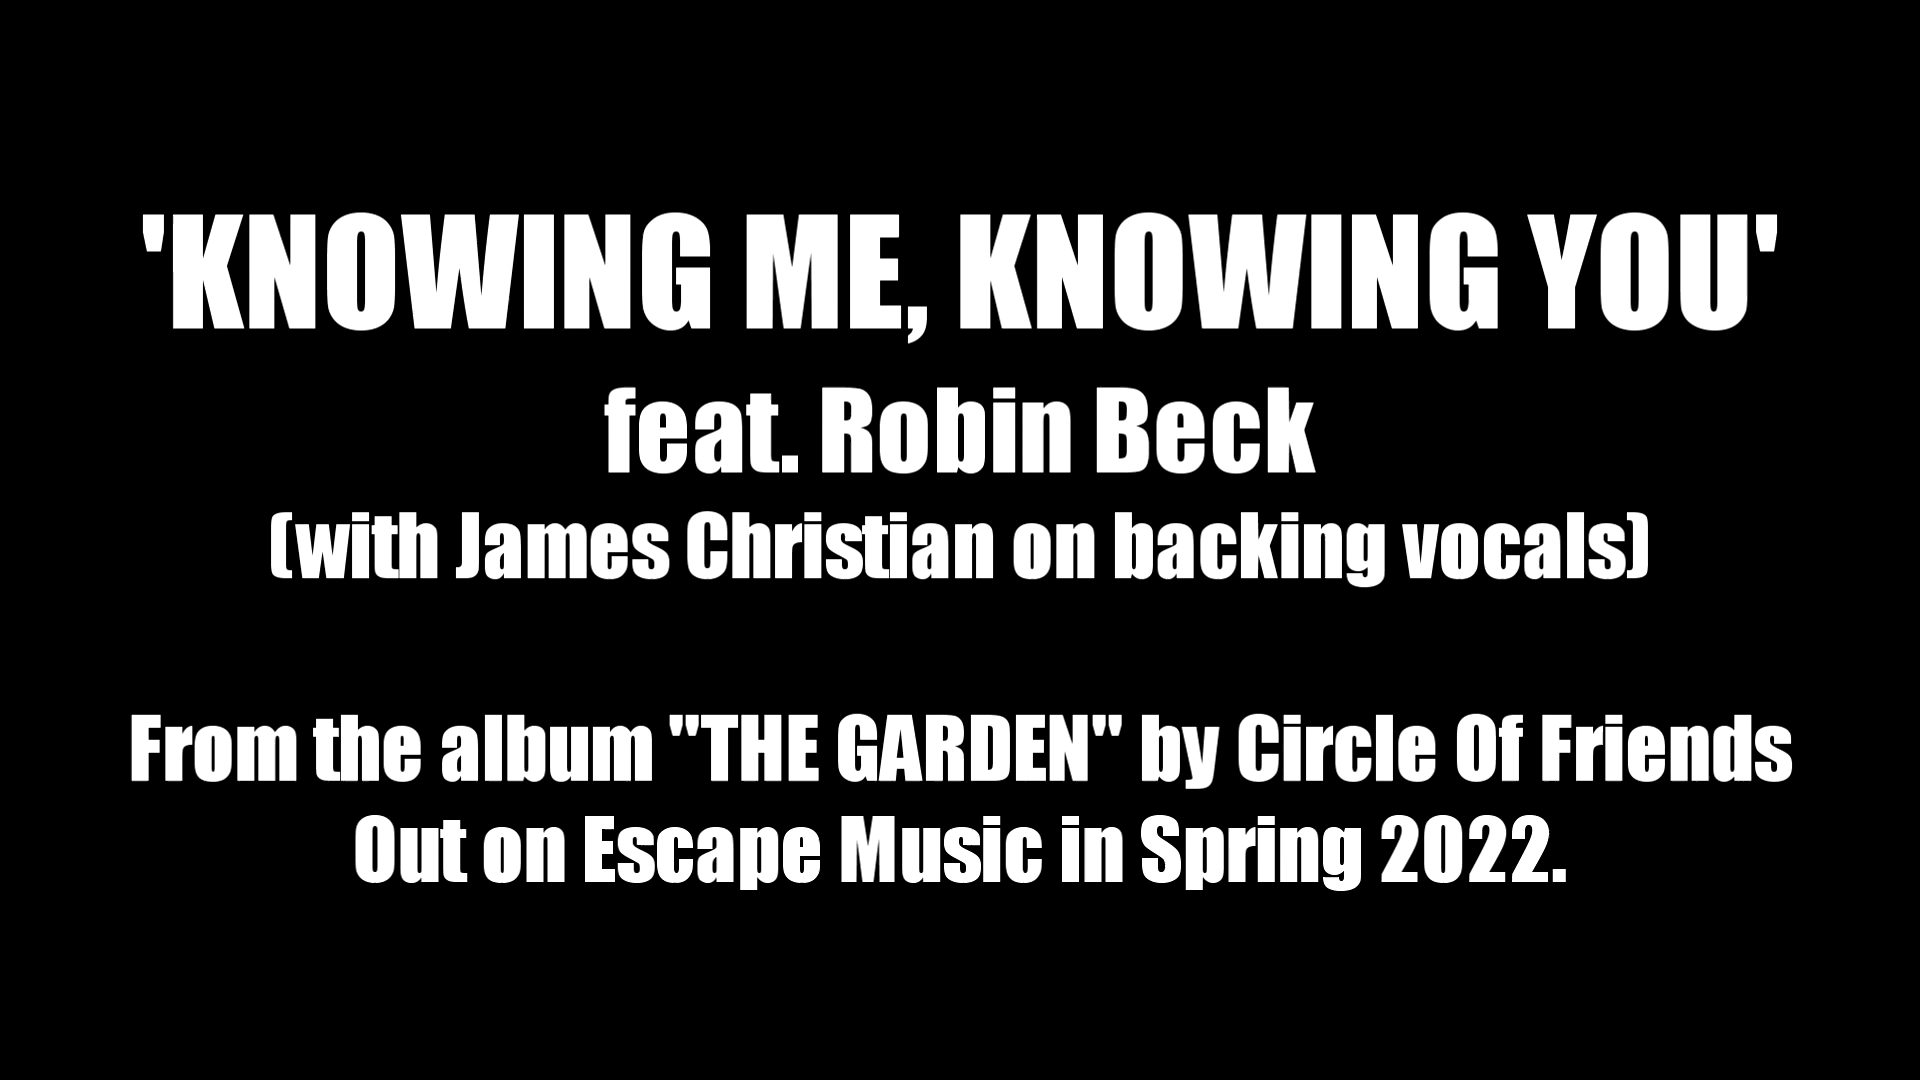 'KNOWING ME, KNOWING YOU'
feat. Robin Beck
(with James Christian on backing vocals)
From the album "THE GARDEN" by Circle Of Friends
Out on Escape Music in Spring 2022.